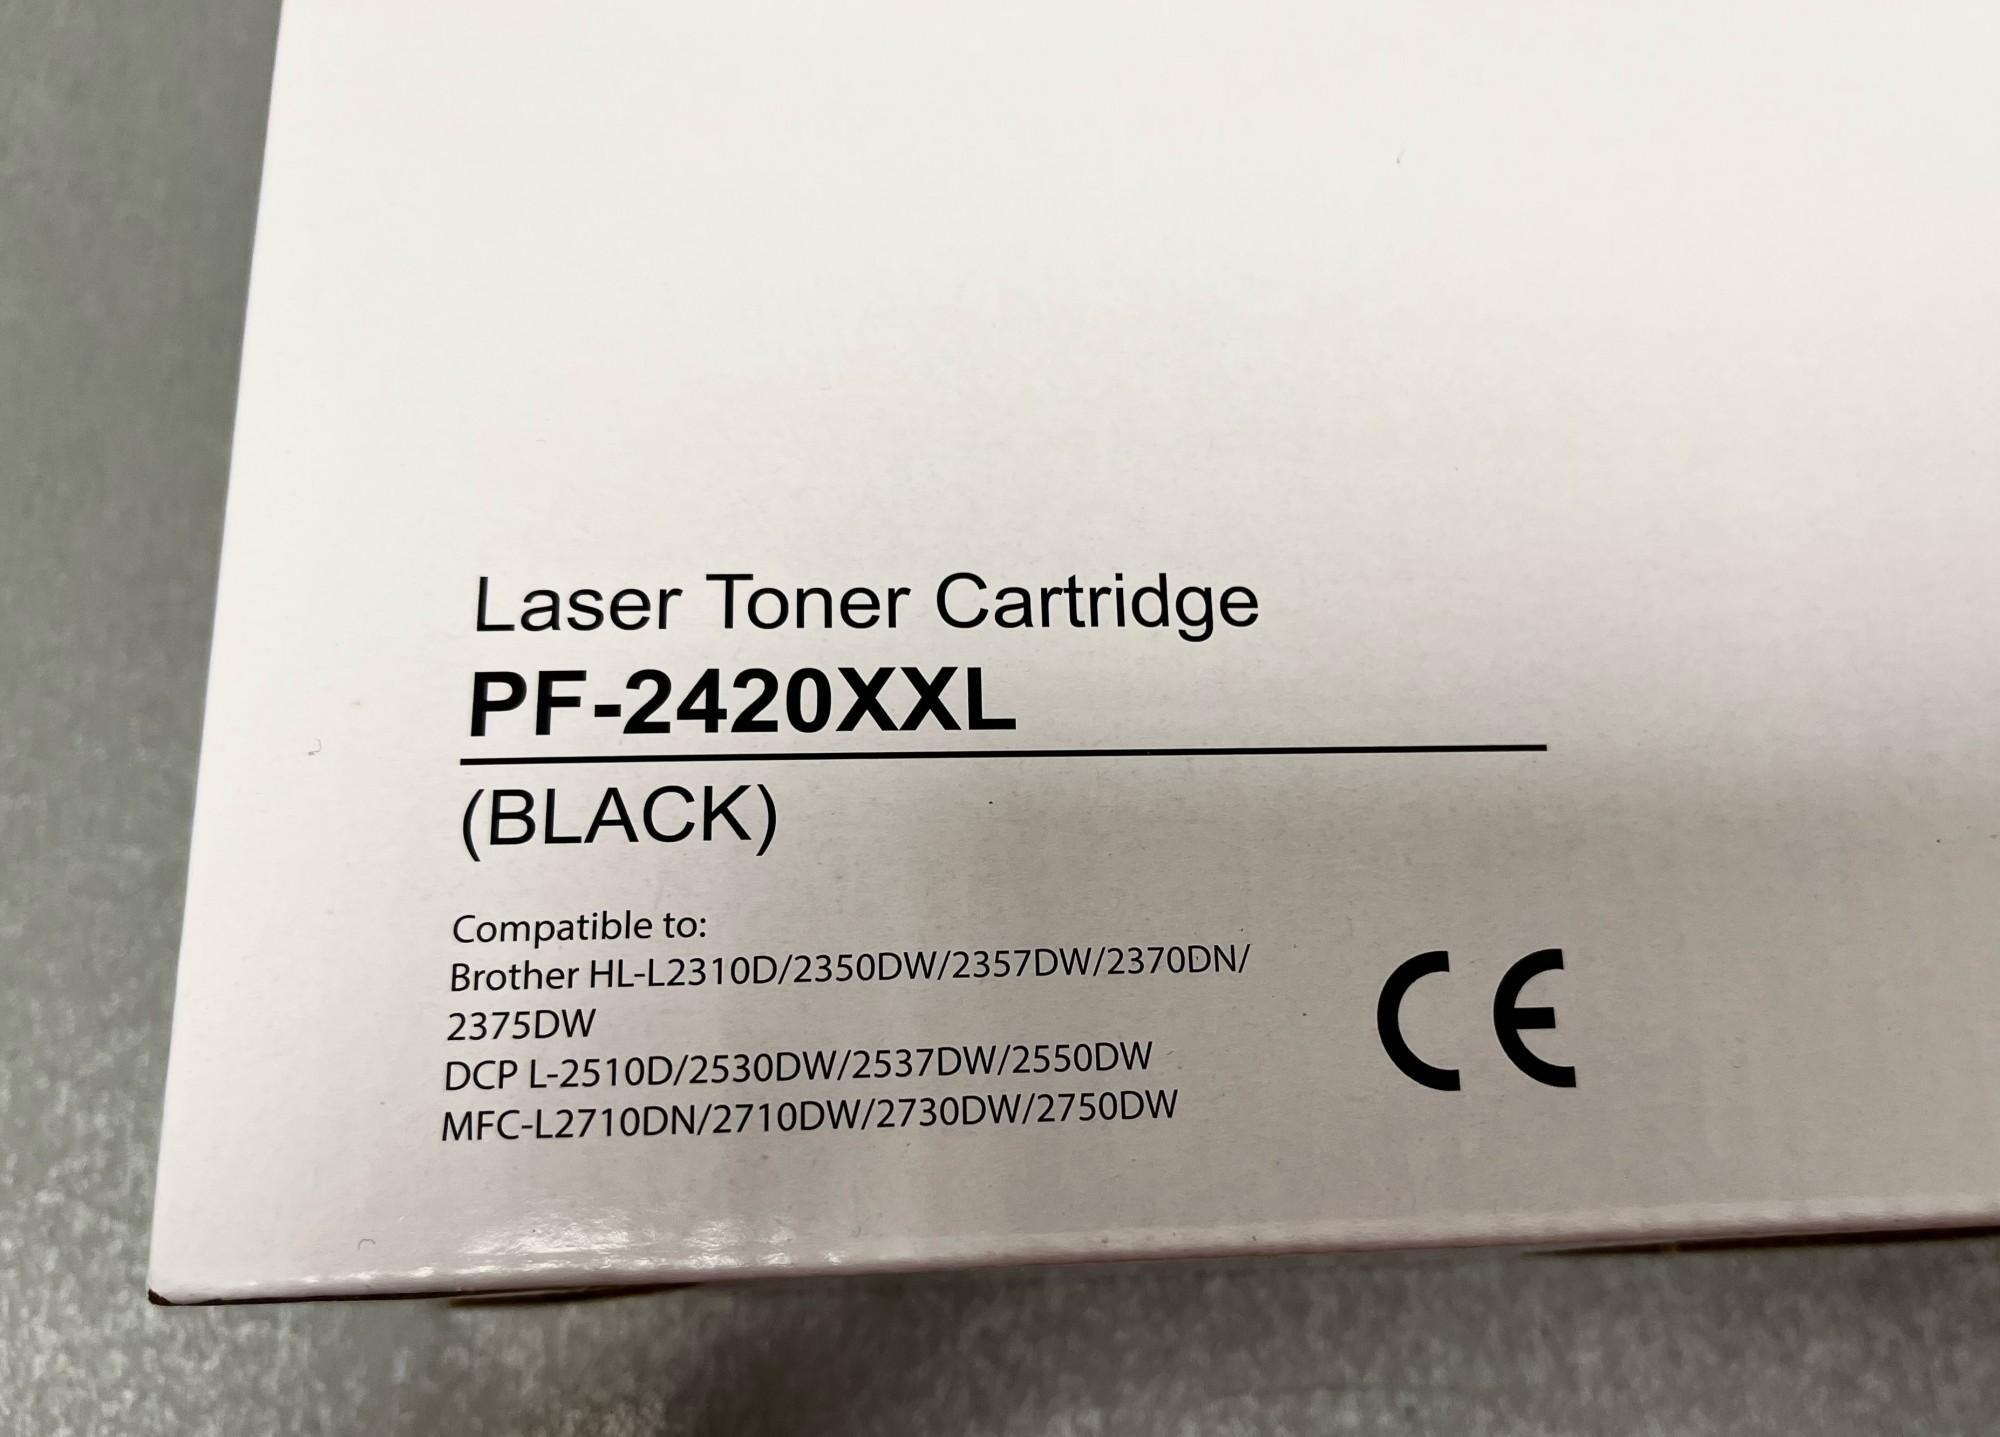 Laser Toner Cartridge
PF-2420XXL
(BLACK)
Compatible to:
Brother HL-L2310D/2350DW/2357DW/2370DN/
2375DW
DCP L-2510D/2530DW/2537DW/2550DW
MFC-L2710DN/2710DW/2730DW/2750DW
CE